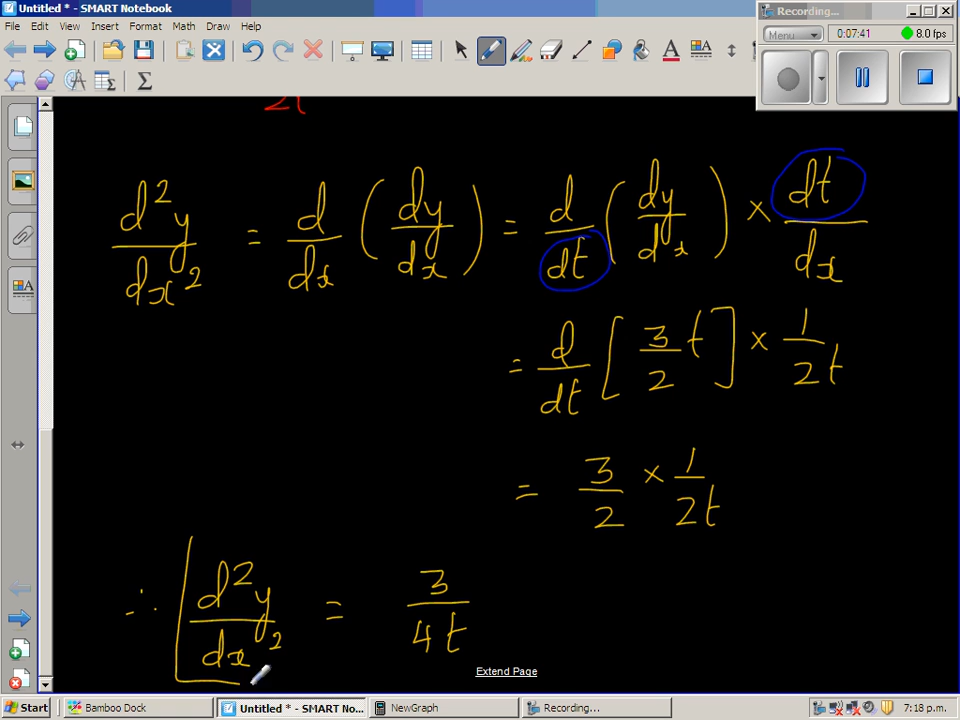 Untitled * - SMART Notebook
Recording...
File Edit View Insert Format Math Tools Help
Menu 0:07:41 8.0 fps
2t
d²y/dx² = d/dx (dy/dx) = d/dt (dy/dx) × dt/dx
= d/dt [3/2 t] × 1/2t
= 3/2 × 1/2t
∴ d²y/dx² = 3/4t
Extend Page
Start Bamboo Dock Untitled * - SMART No... NewGraph Recording... 7:18 p.m.